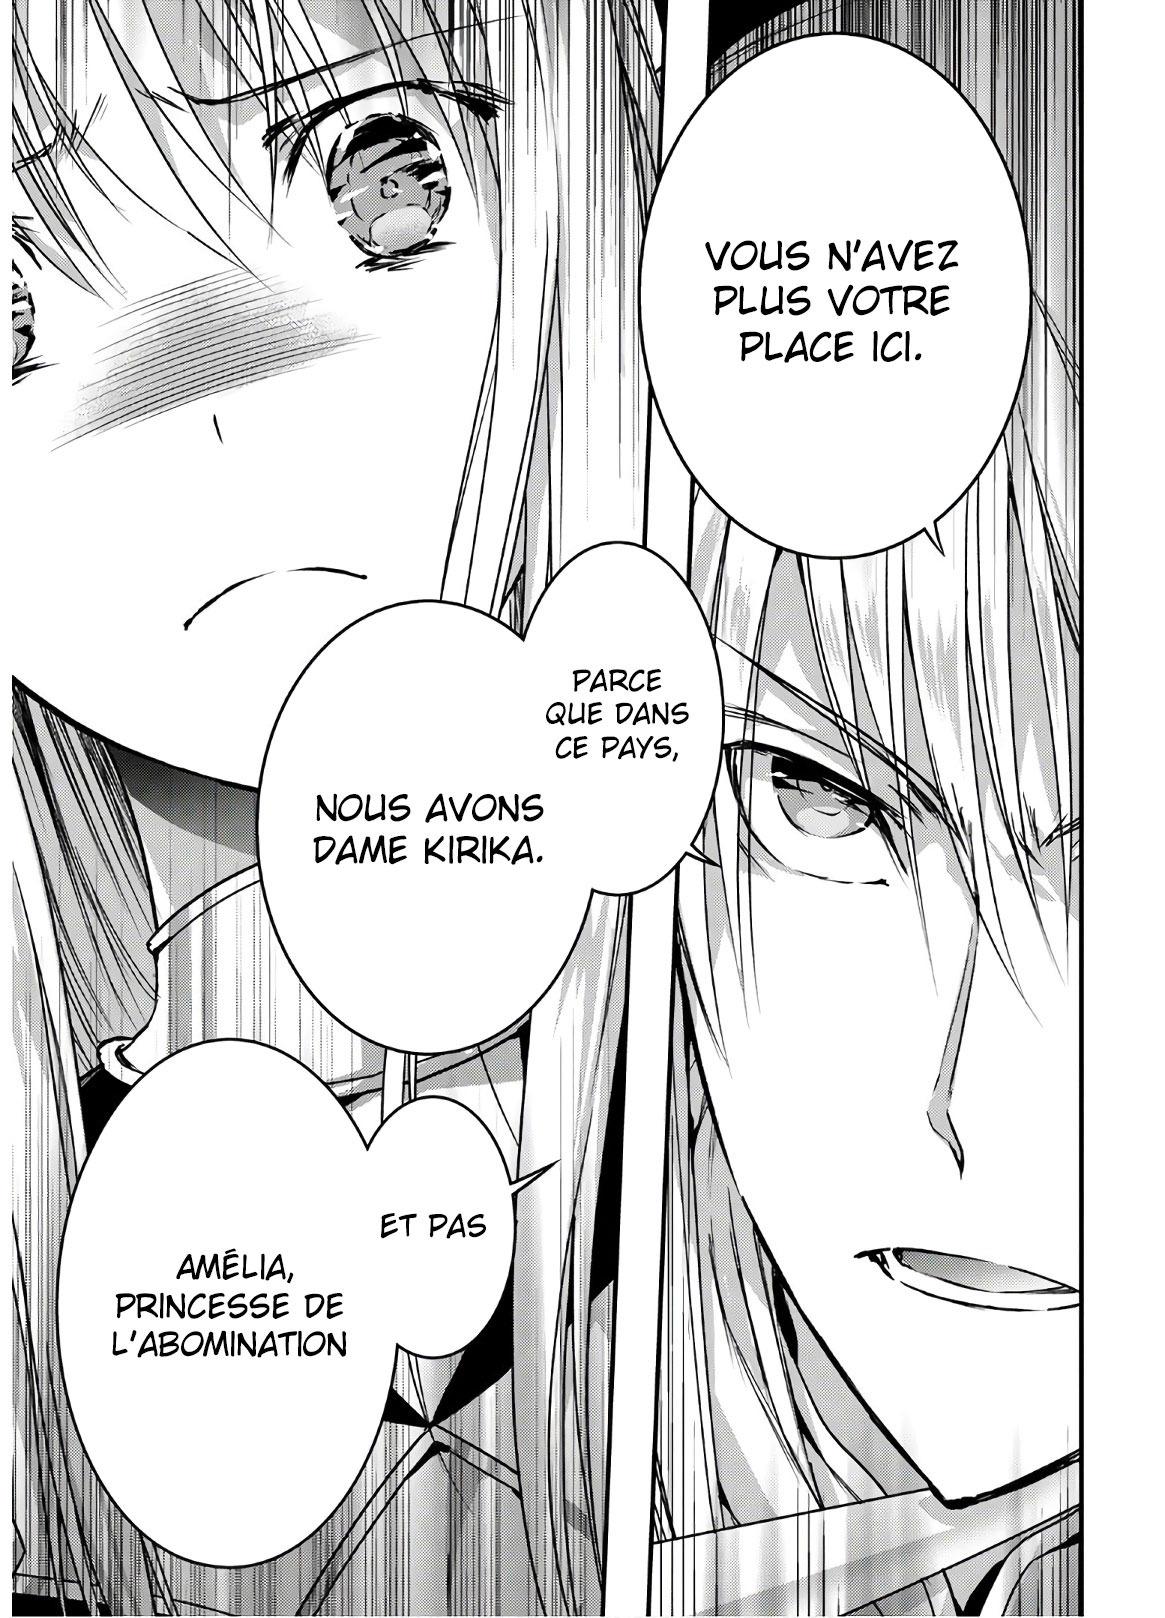 VOUS N'AVEZ
PLUS VOTRE
PLACE ICI.
PARCE
QUE DANS
CE PAYS,
NOUS AVONS
DAME KIRIKA.
ET PAS
AMÉLIA,
PRINCESSE DE
L'ABOMINATION